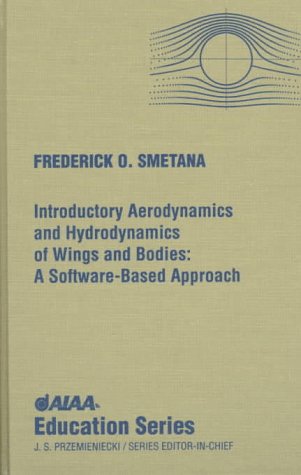 FREDERICK O. SMETANA
Introductory Aerodynamics
and Hydrodynamics
of Wings and Bodies:
A Software-Based Approach
AIAA
Education Series
J. S. PRZEMIENIECKI / SERIES EDITOR-IN-CHIEF